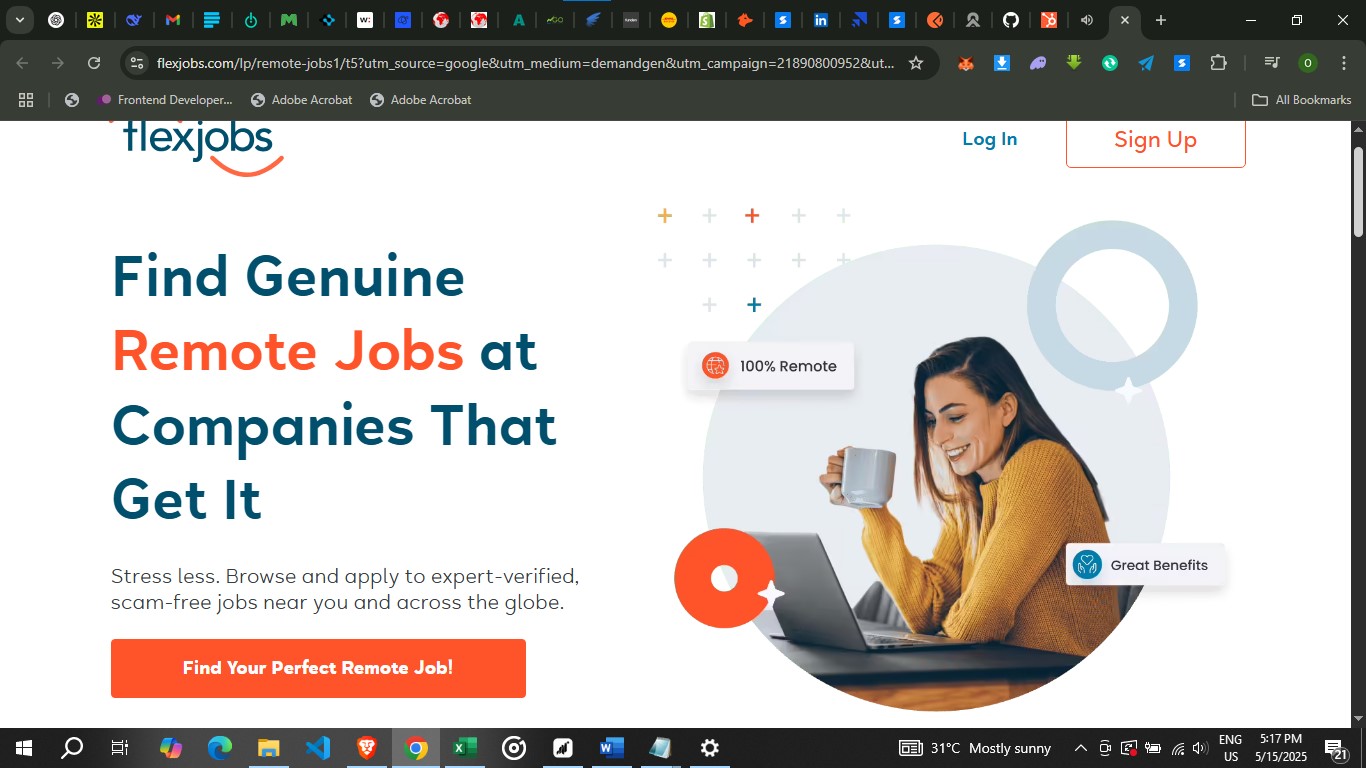 w:
GO
flexjobs.com/lp/remote-jobs1/t5?utm_source=google&utm_medium=demandgen&utm_campaign=21890800952&ut...
O
Frontend Developer...
Adobe Acrobat
Adobe Acrobat
All Bookmarks
flexjobs
Log In
Sign Up
Find Genuine
Remote Jobs at
Companies That
Get It
100% Remote
Great Benefits
Stress less. Browse and apply to expert-verified,
scam-free jobs near you and across the globe.
Find Your Perfect Remote Job!
31°C Mostly sunny
ENG
US
5:17 PM
5/15/2025
21